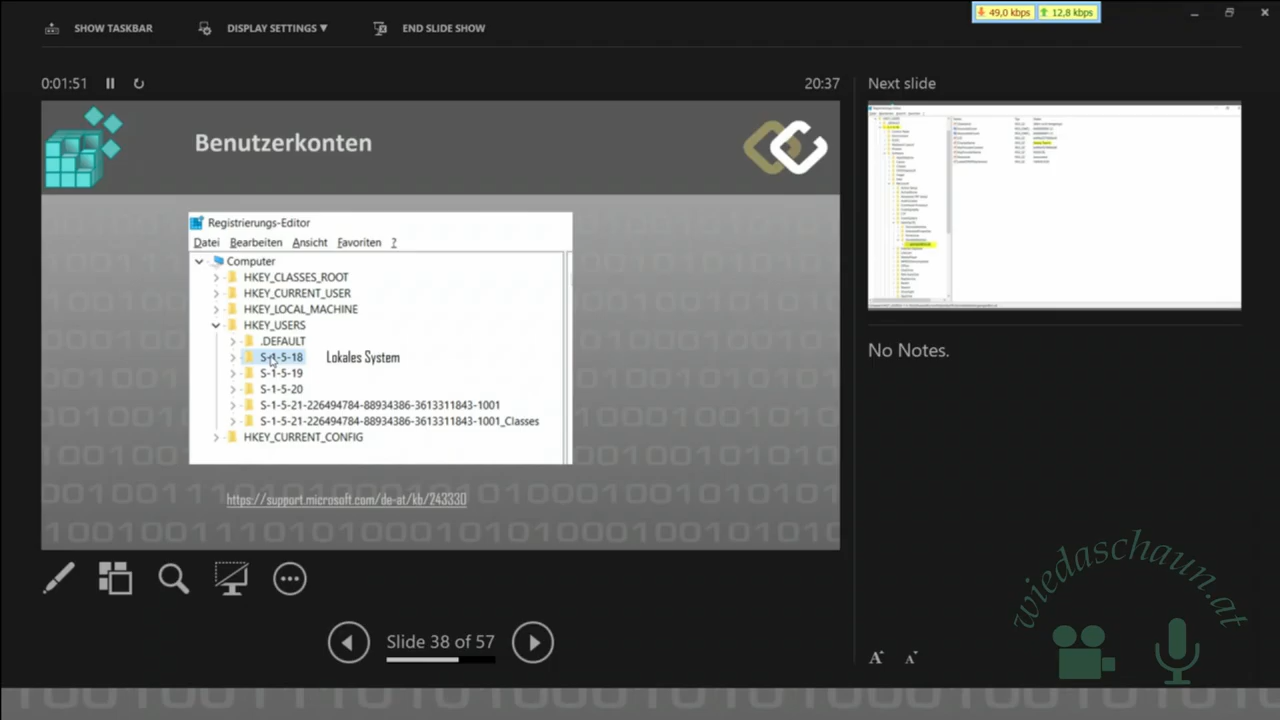 49,0 kbps 12,8 kbps
SHOW TASKBAR DISPLAY SETTINGS ▼ END SLIDE SHOW
0:01:51 20:37
Next slide
Registrierungs-Editor
Datei Bearbeiten Ansicht Favoriten ?
Computer
HKEY_CLASSES_ROOT
HKEY_CURRENT_USER
HKEY_LOCAL_MACHINE
HKEY_USERS
.DEFAULT
S-1-5-18 Lokales System
S-1-5-19
S-1-5-20
S-1-5-21-226494784-88934386-3613311843-1001
S-1-5-21-226494784-88934386-3613311843-1001_Classes
HKEY_CURRENT_CONFIG
https://support.microsoft.com/de-at/kb/243330
No Notes.
Slide 38 of 57
A A
wiedaschaun.at